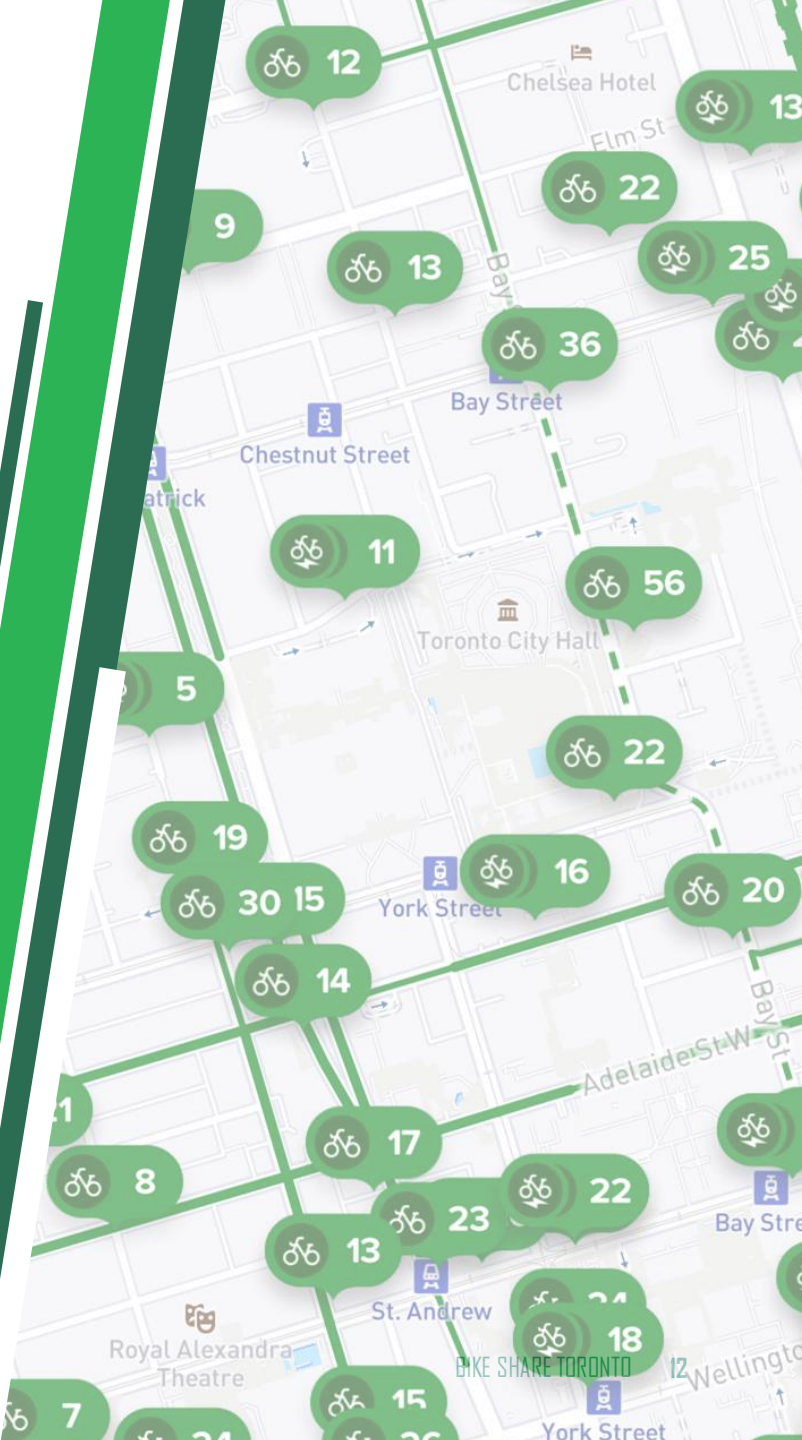 12
Chelsea Hotel
13
Elm St
22
9
25
13
Bay
36
Bay Street
Chestnut Street
atrick
11
56
Toronto City Hall
5
22
19
16
30 15
York Street
20
14
Bay St
Adelaide St W
17
8
22
23
13
Bay Stre
St. Andrew
18
Royal Alexandra
Theatre
BIKE SHARE TORONTO 12
Wellingto
15
7
York Street